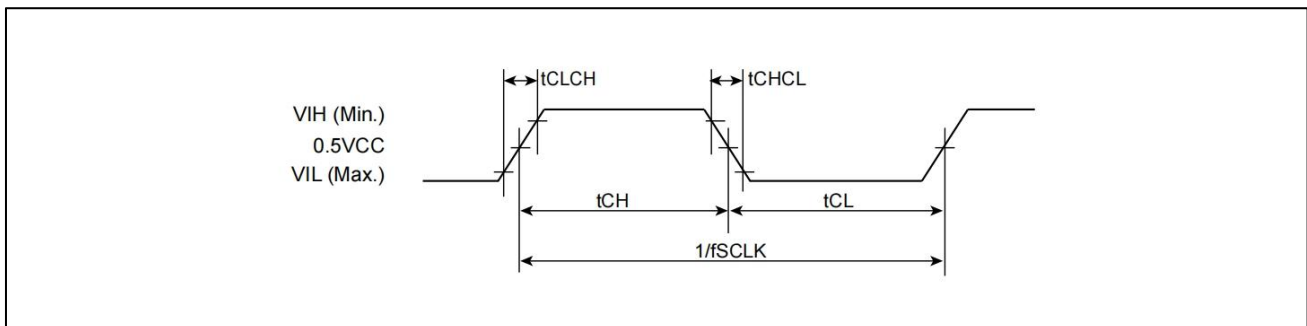 tCLCH
tCHCL
VIH (Min.)
0.5VCC
VIL (Max.)
tCH
tCL
1/fSCLK